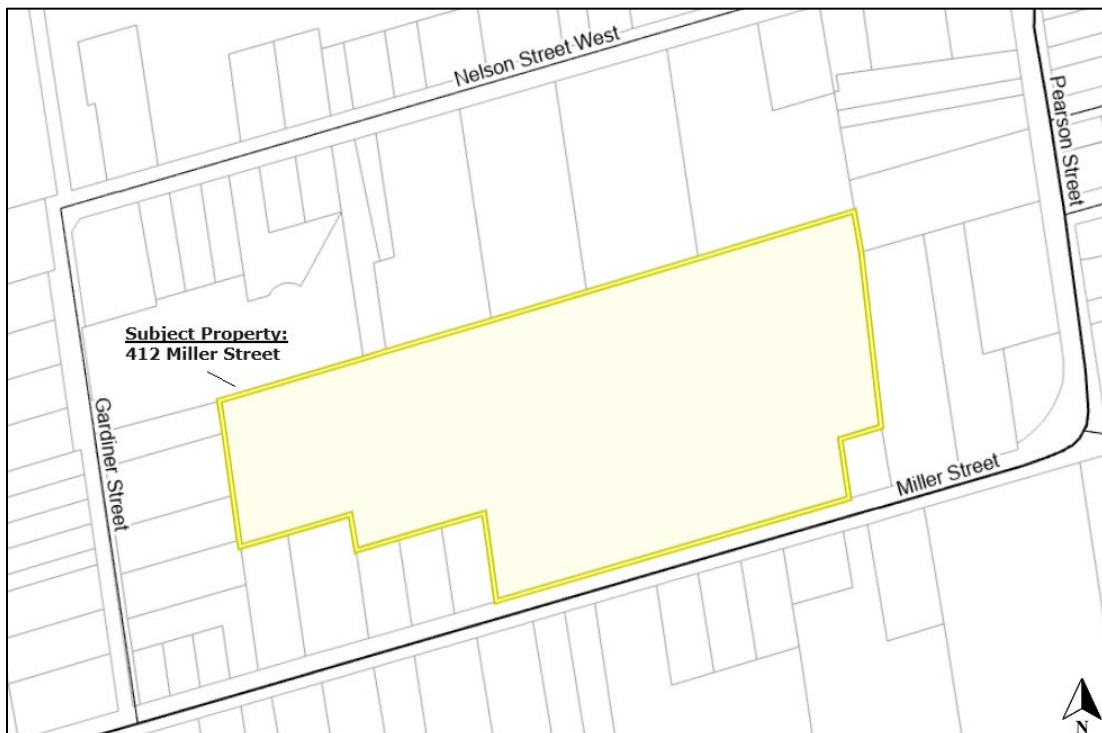 Nelson Street West
Pearson Street
Subject Property:
412 Miller Street
Gardiner Street
Miller Street
N